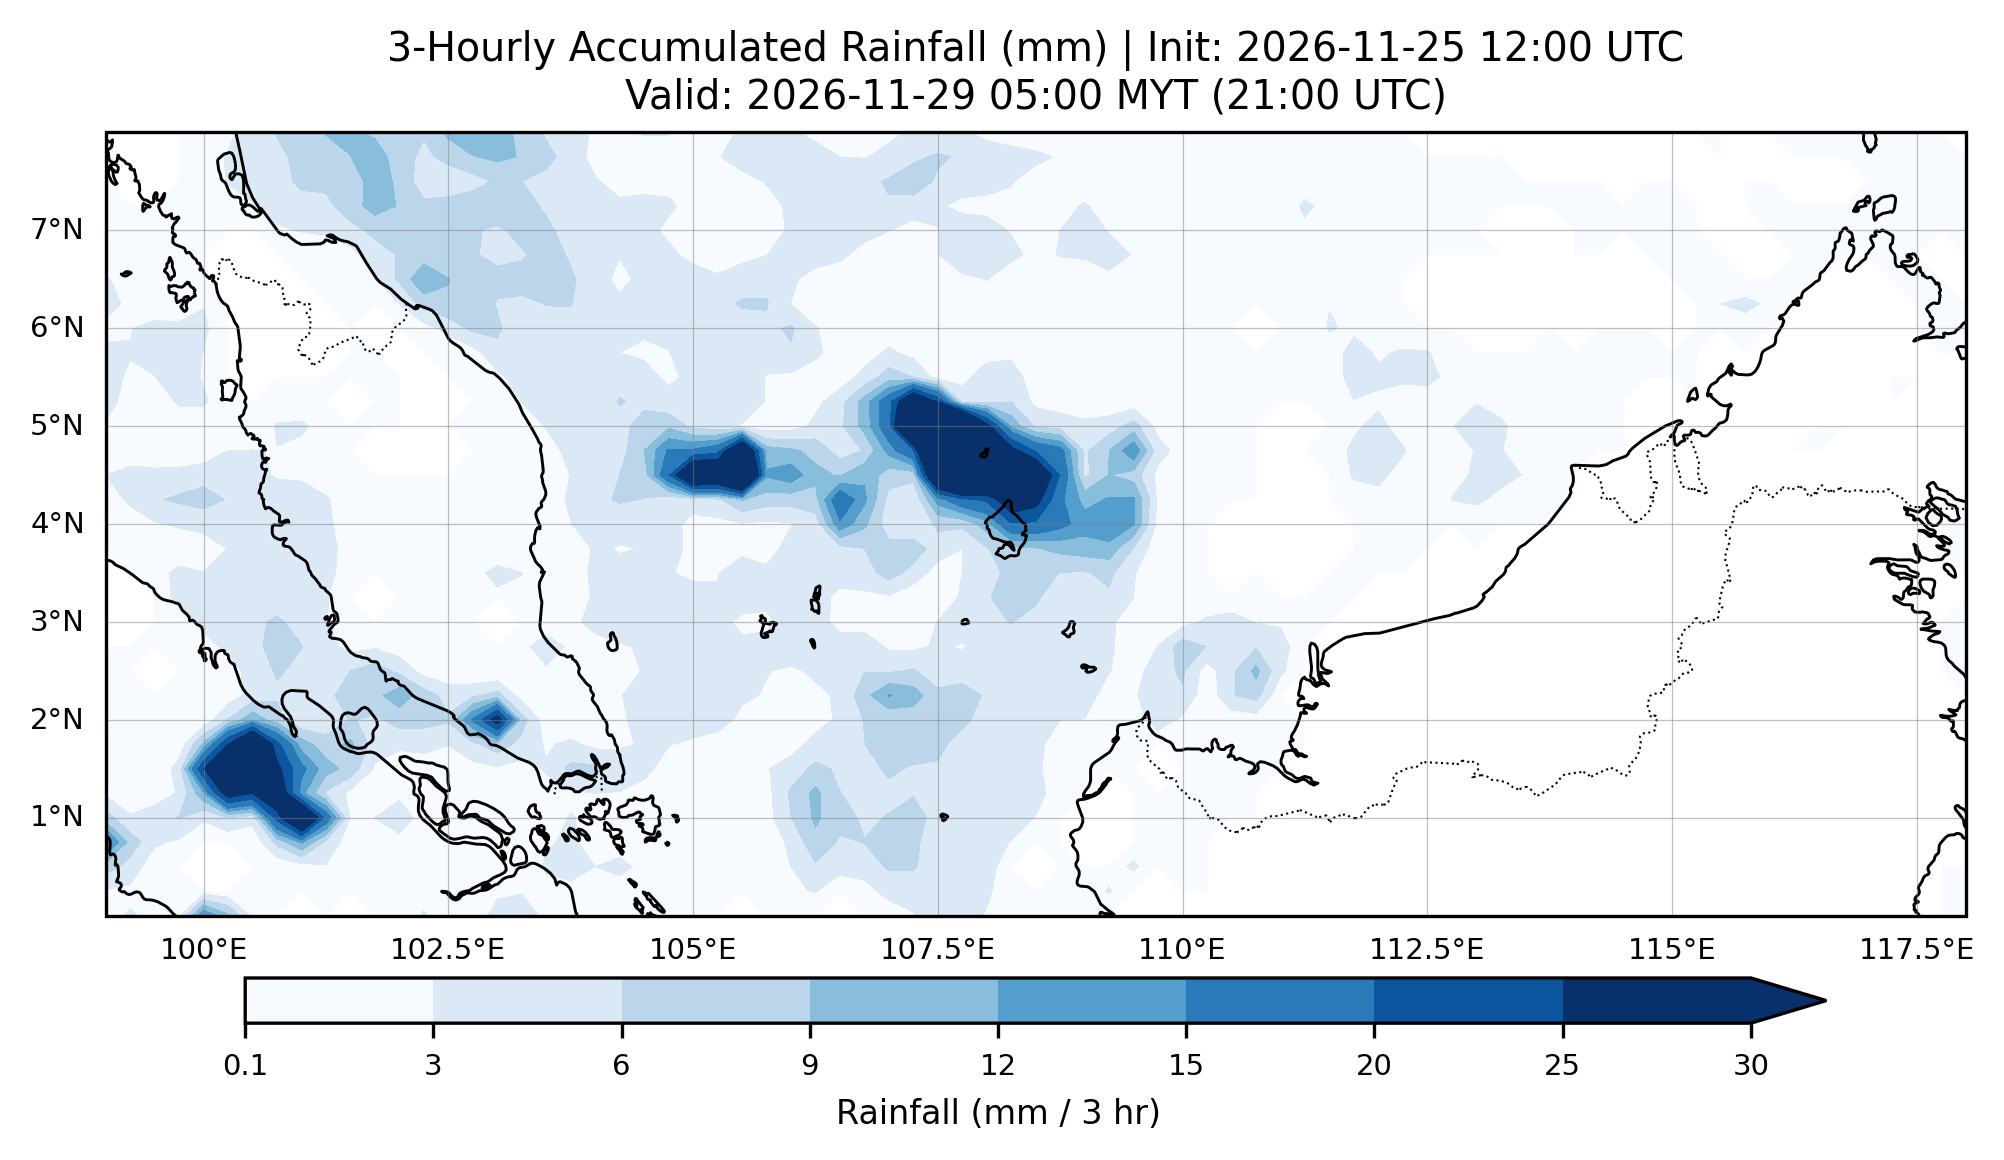 3-Hourly Accumulated Rainfall (mm) | Init: 2026-11-25 12:00 UTC
Valid: 2026-11-29 05:00 MYT (21:00 UTC)
7°N
6°N
5°N
4°N
3°N
2°N
1°N
100°E 102.5°E 105°E 107.5°E 110°E 112.5°E 115°E 117.5°E
0.1 3 6 9 12 15 20 25 30
Rainfall (mm / 3 hr)